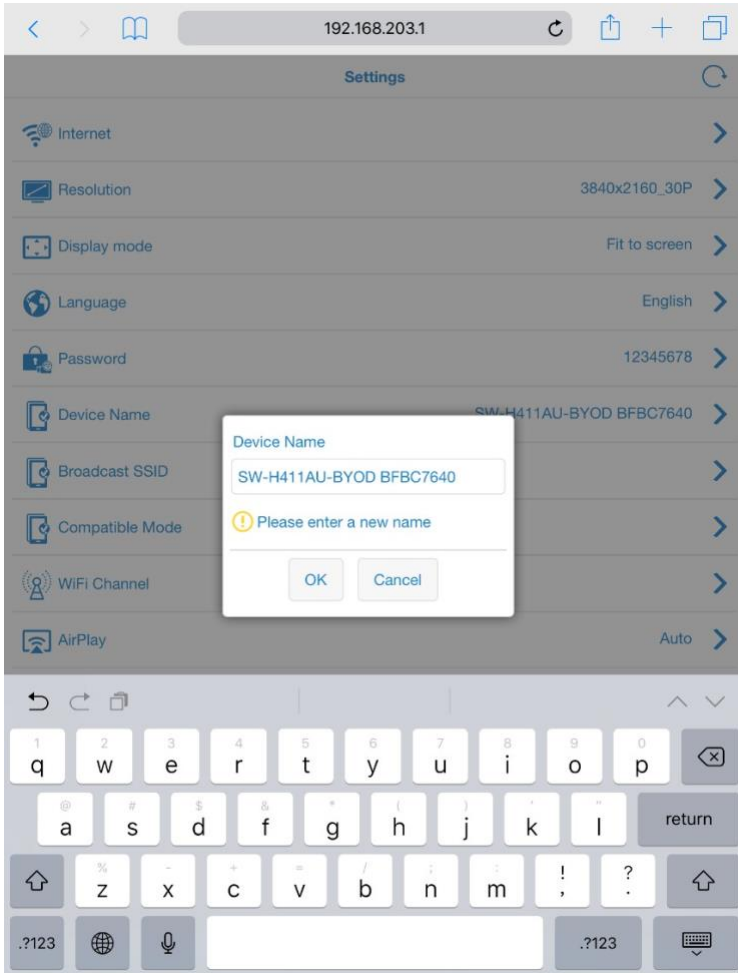 192.168.203.1
Settings
Internet
Resolution 3840x2160_30P
Display mode Fit to screen
Language English
Password 12345678
Device Name SW-H411AU-BYOD BFBC7640
Broadcast SSID
Compatible Mode
WiFi Channel
AirPlay Auto
Device Name
SW-H411AU-BYOD BFBC7640
! Please enter a new name
OK Cancel
1 2 3 4 5 6 7 8 9 0
q w e r t y u i o p
@ # $ & * ( ) ' "
a s d f g h j k l return
% - + = / ; : ! ?
z x c v b n m , .
.?123 .?123